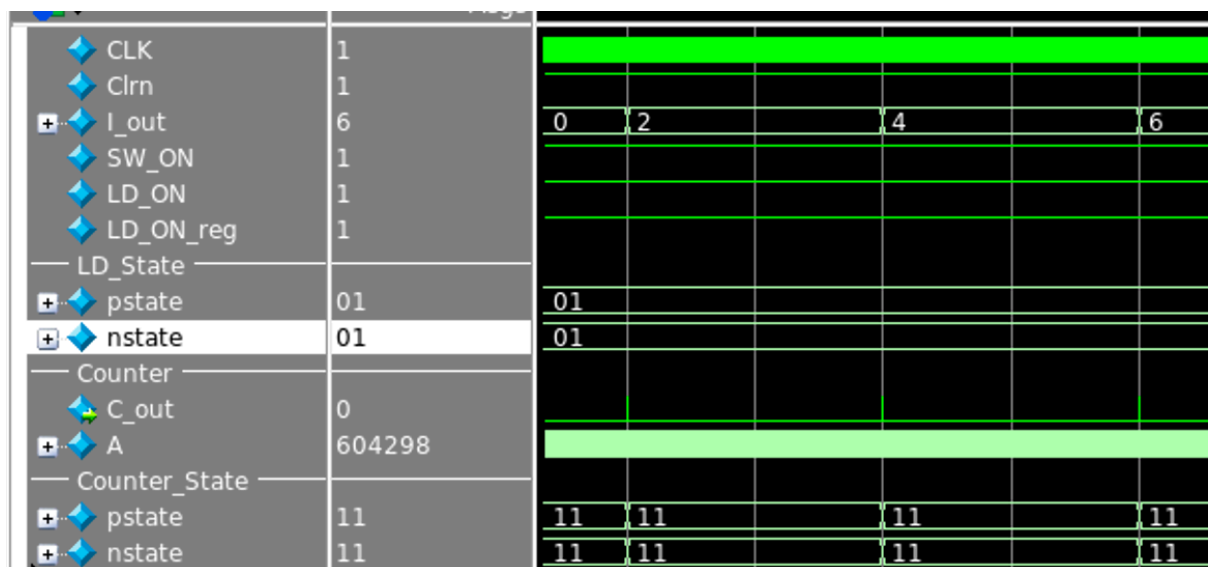 Msgs
CLK 1
Clrn 1
I_out 6 0 2 4 6
SW_ON 1
LD_ON 1
LD_ON_reg 1
LD_State
pstate 01 01
nstate 01 01
Counter
C_out 0
A 604298
Counter_State
pstate 11 11 11 11 11
nstate 11 11 11 11 11